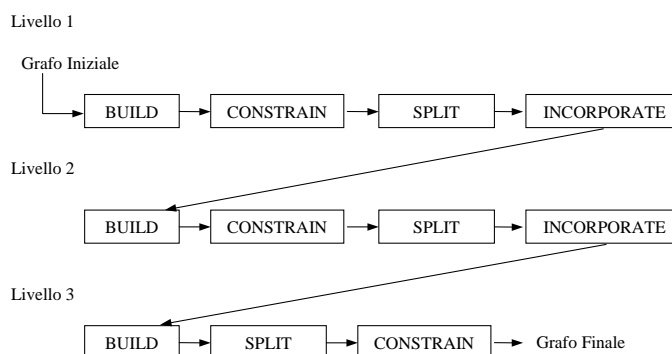 Livello 1
Grafo Iniziale
BUILD CONSTRAIN SPLIT INCORPORATE
Livello 2
BUILD CONSTRAIN SPLIT INCORPORATE
Livello 3
BUILD SPLIT CONSTRAIN Grafo Finale